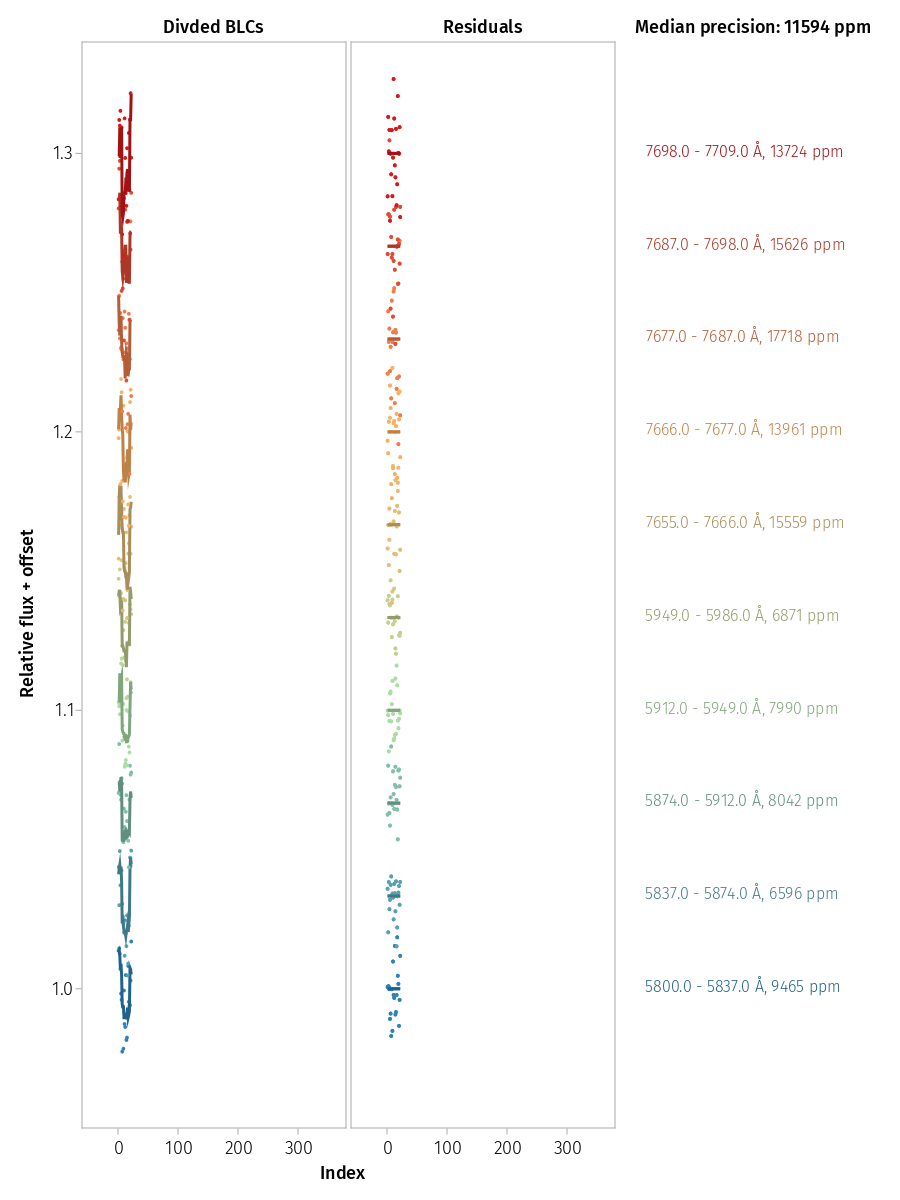 Divded BLCs
Residuals
Median precision: 11594 ppm
1.3
7698.0 - 7709.0 Å, 13724 ppm
7687.0 - 7698.0 Å, 15626 ppm
7677.0 - 7687.0 Å, 17718 ppm
1.2
7666.0 - 7677.0 Å, 13961 ppm
7655.0 - 7666.0 Å, 15559 ppm
Relative flux + offset
5949.0 - 5986.0 Å, 6871 ppm
1.1
5912.0 - 5949.0 Å, 7990 ppm
5874.0 - 5912.0 Å, 8042 ppm
5837.0 - 5874.0 Å, 6596 ppm
1.0
5800.0 - 5837.0 Å, 9465 ppm
0 100 200 300
0 100 200 300
Index